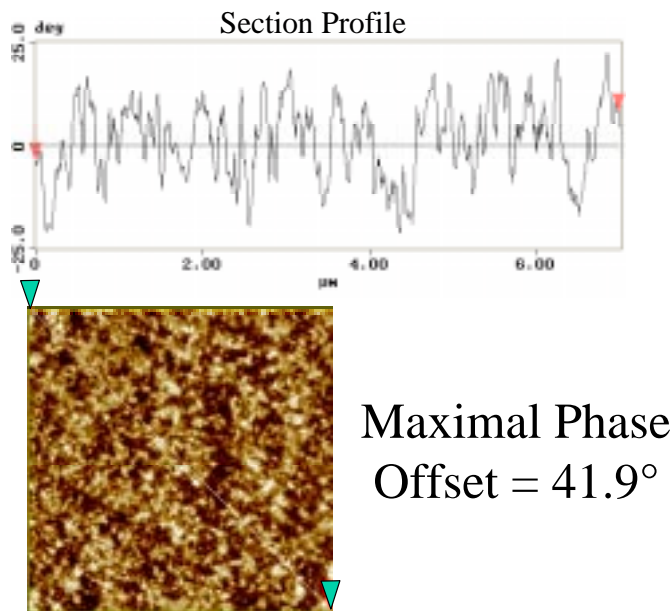 Section Profile
25.0 deg
0
-25.0
0 2.00 4.00 6.00
µM
Maximal Phase
Offset = 41.9°